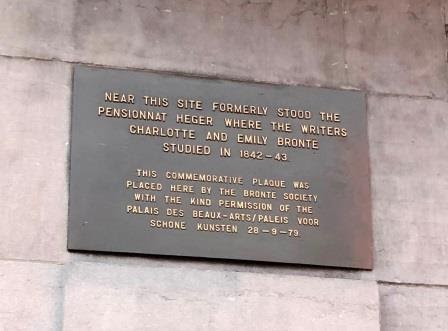 NEAR THIS SITE FORMERLY STOOD THE
PENSIONNAT HEGER WHERE THE WRITERS
CHARLOTTE AND EMILY BRONTE
STUDIED IN 1842-43.
THIS COMMEMORATIVE PLAQUE WAS
PLACED HERE BY THE BRONTE SOCIETY
WITH THE KIND PERMISSION OF THE
PALAIS DES BEAUX-ARTS/PALEIS VOOR
SCHONE KUNSTEN 28-9-79.